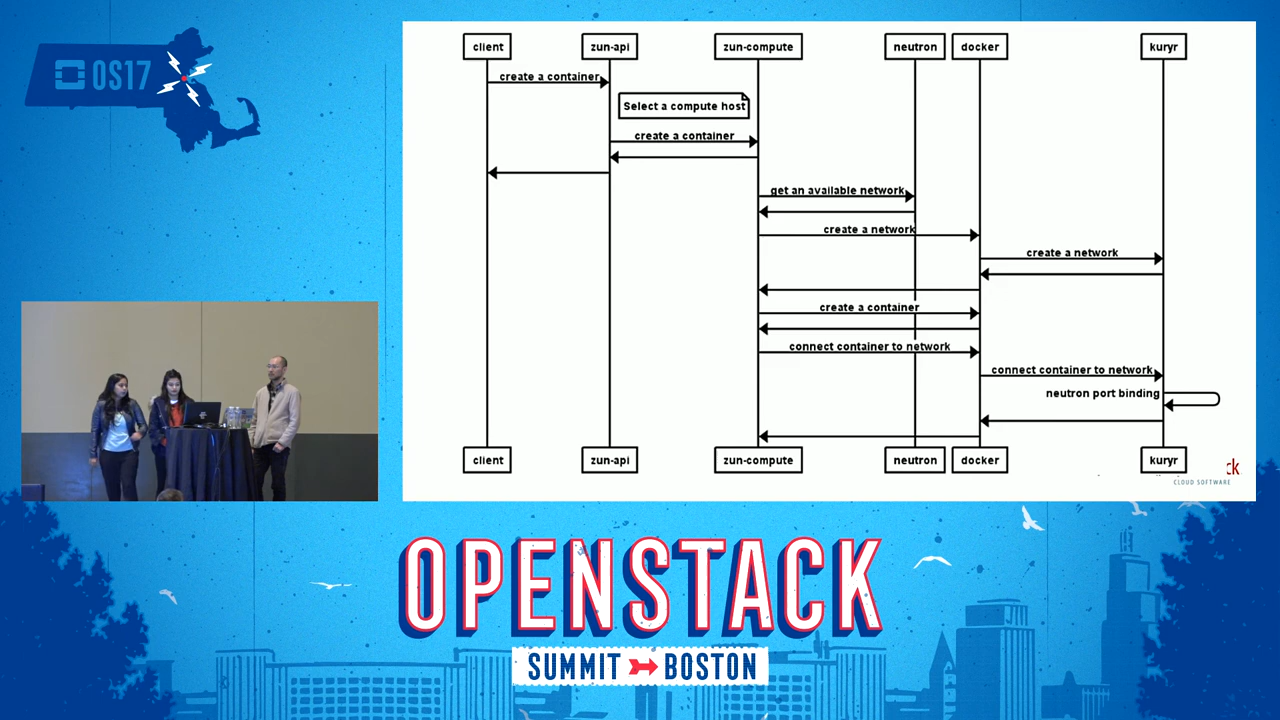 OS17
client zun-api zun-compute neutron docker kuryr
create a container
Select a compute host
create a container
get an available network
create a network
create a network
create a container
connect container to network
connect container to network
neutron port binding
client zun-api zun-compute neutron docker kuryr
ck
CLOUD SOFTWARE
OPENSTACK
SUMMIT BOSTON